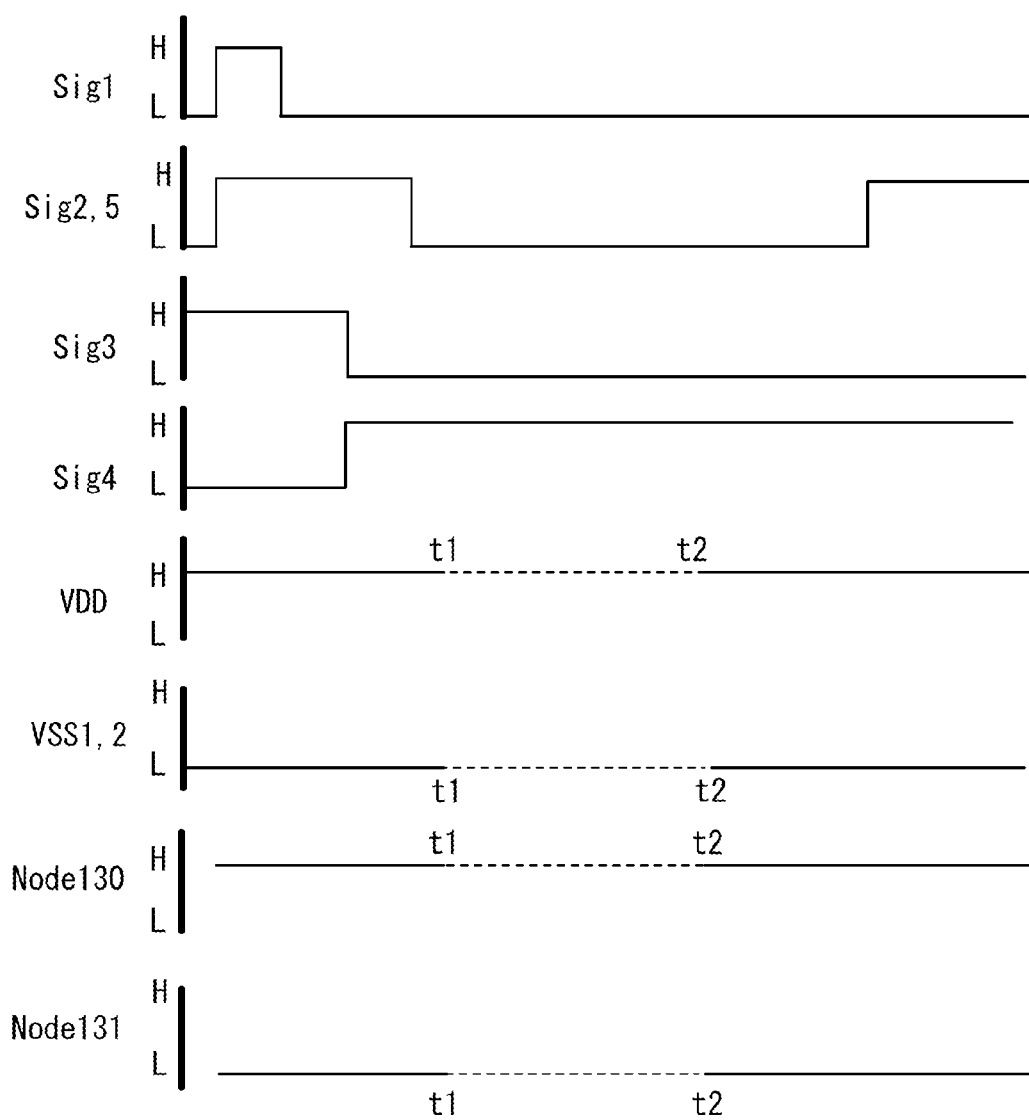 H
Sig1
L
H
Sig2,5
L
H
Sig3
L
H
Sig4
L
t1 t2
H
VDD
L
H
VSS1,2
L
t1 t2
t1 t2
H
Node130
L
H
Node131
L
t1 t2